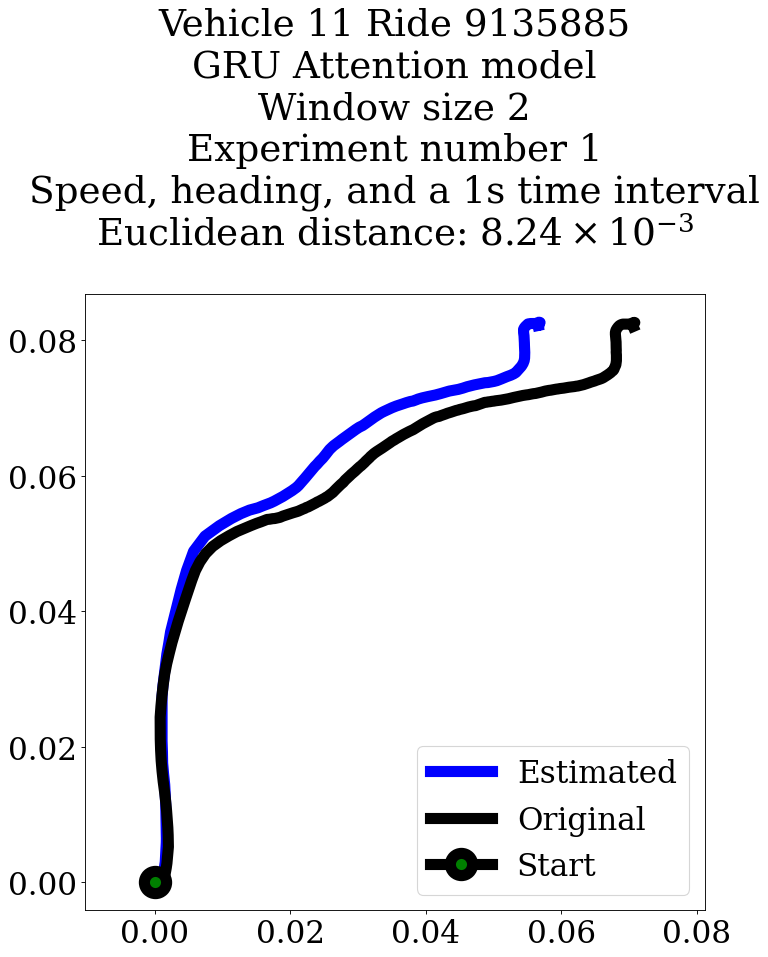 Vehicle 11 Ride 9135885
GRU Attention model
Window size 2
Experiment number 1
Speed, heading, and a 1s time interval
Euclidean distance: 8.24 × 10⁻³
0.08
0.06
0.04
0.02
0.00
Estimated
Original
Start
0.00 0.02 0.04 0.06 0.08